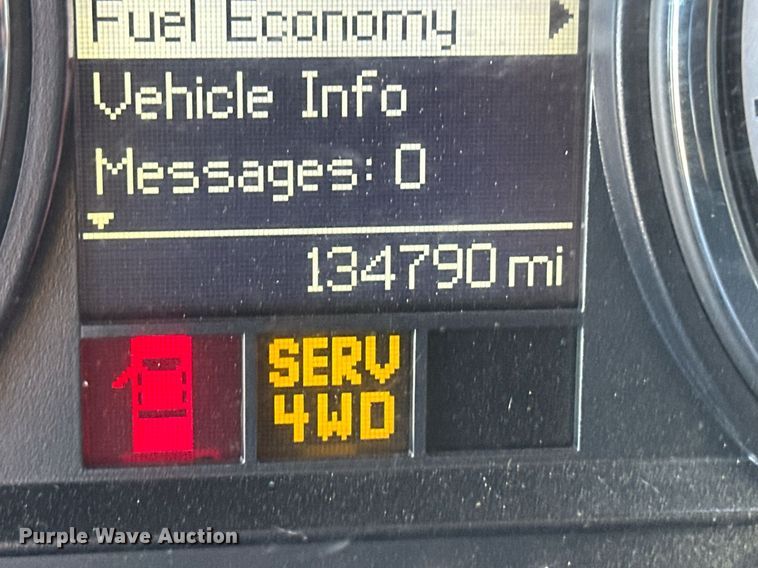 Fuel Economy
Vehicle Info
Messages: 0
134790 mi
SERV
4WD
Purple Wave Auction